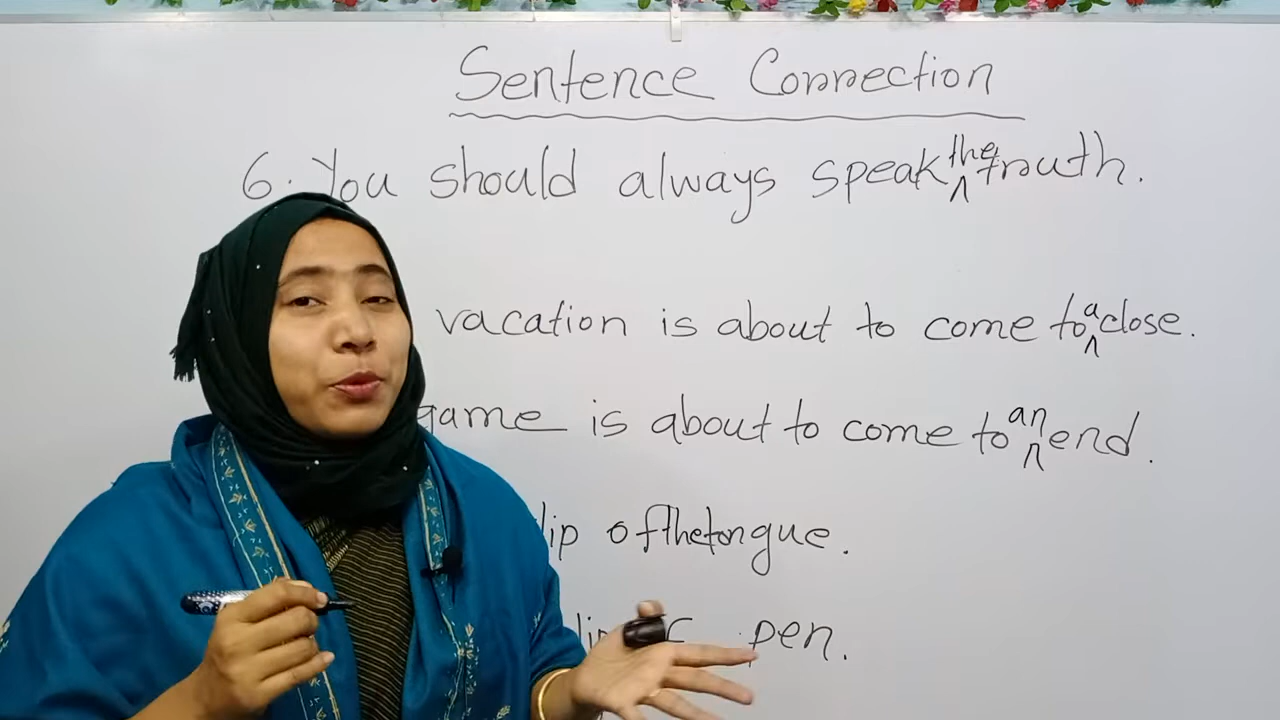 Sentence Connection
6. You should always speak the truth.
vacation is about to come to a close.
game is about to come to an end.
lip of the tongue.
pen.